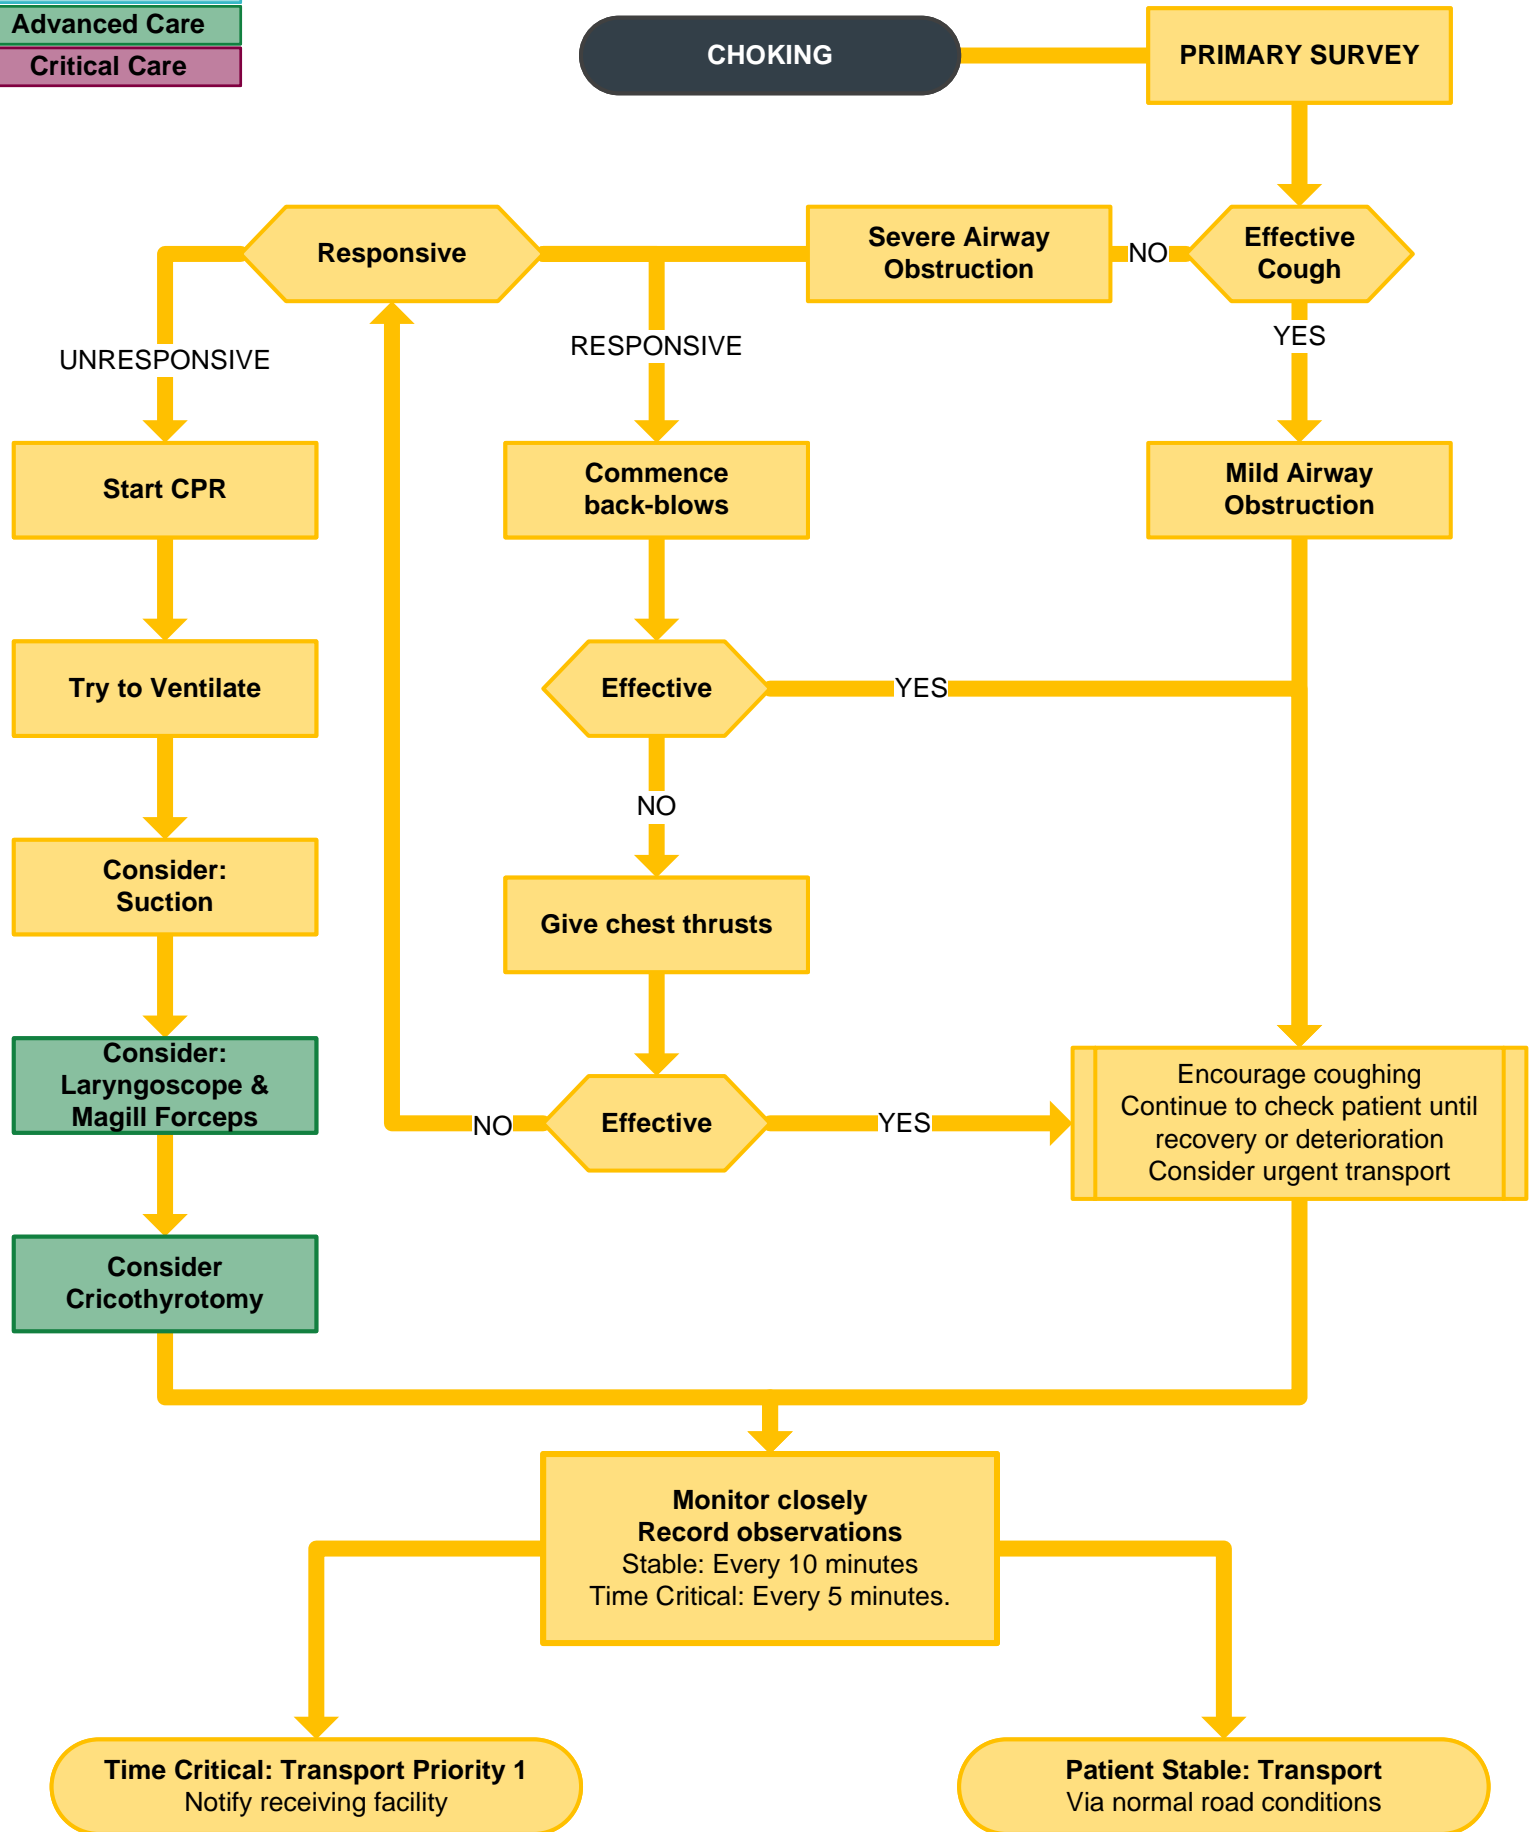 Advanced Care
Critical Care
CHOKING
PRIMARY SURVEY
Responsive
Severe Airway
Obstruction
NO
Effective
Cough
UNRESPONSIVE
RESPONSIVE
YES
Start CPR
Commence
back-blows
Mild Airway
Obstruction
Try to Ventilate
Effective
YES
NO
Consider:
Suction
Give chest thrusts
Consider:
Laryngoscope &
Magill Forceps
NO
Effective
YES
Encourage coughing
Continue to check patient until
recovery or deterioration
Consider urgent transport
Consider
Cricothyrotomy
Monitor closely
Record observations
Stable: Every 10 minutes
Time Critical: Every 5 minutes.
Time Critical: Transport Priority 1
Notify receiving facility
Patient Stable: Transport
Via normal road conditions